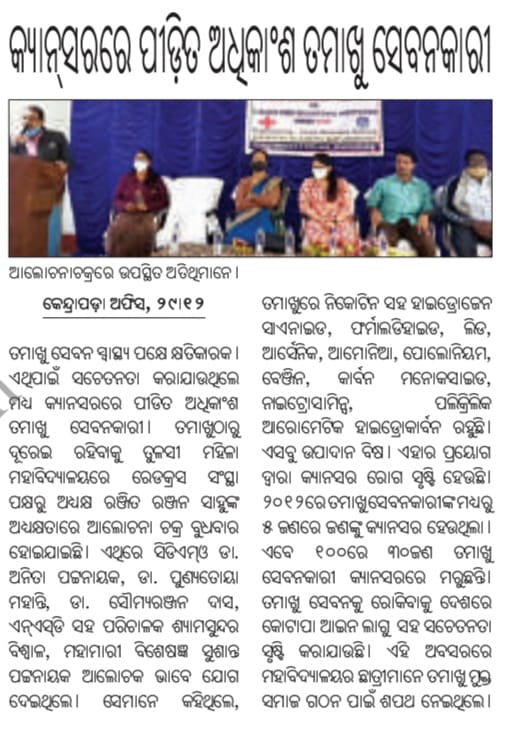 କ୍ୟାନ୍‌ସରରେ ପୀଡ଼ିତ ଅଧିକାଂଶ ତମାଖୁ ସେବନକାରୀ
ଆଲୋଚନାଚକ୍ରରେ ଉପସ୍ଥିତ ଅତିଥିମାନେ।
କେନ୍ଦ୍ରାପଡ଼ା ଅଫିସ, ୨୯।୧୨
ତମାଖୁ ସେବନ ସ୍ୱାସ୍ଥ୍ୟ ପକ୍ଷେ କ୍ଷତିକାରକ।
ଏଥିପାଇଁ ସଚେତନତା କରାଯାଉଥିଲେ
ମଧ୍ୟ କ୍ୟାନସରରେ ପୀଡିତ ଅଧିକାଂଶ
ତମାଖୁ ସେବନକାରୀ। ତମାଖୁଠାରୁ
ଦୂରେଇ ରହିବାକୁ ତୁଳସୀ ମହିଳା
ମହାବିଦ୍ୟାଳୟରେ ରେଡକ୍ରସ ସଂସ୍ଥା
ପକ୍ଷରୁ ଅଧ୍ୟକ୍ଷ ରଞ୍ଜିତ ରଞ୍ଜନ ସାହୁଙ୍କ
ଅଧ୍ୟକ୍ଷତାରେ ଆଲୋଚନା ଚକ୍ର ବୁଧବାର
ହୋଇଯାଇଛି। ଏଥିରେ ସିଡିଏମ୍ଓ ଡା.
ଅନିତା ପଟ୍ଟନାୟକ, ଡା. ପୁଣ୍ୟତୋୟା
ମହାନ୍ତି, ଡା. ସୌମ୍ୟରଞ୍ଜନ ଦାସ,
ଏନ୍ଏସ୍‌ଡି ସହ ପରିଚାଳକ ଶ୍ୟାମସୁନ୍ଦର
ବିଶ୍ୱାଳ, ମହାମାରୀ ବିଶେଷଜ୍ଞ ସୁଶାନ୍ତ
ପଟ୍ଟନାୟକ ଆଲୋଚକ ଭାବେ ଯୋଗ
ଦେଇଥିଲେ। ସେମାନେ କହିଥିଲେ,
ତମାଖୁରେ ନିକୋଟିନ ସହ ହାଇଡ୍ରୋଜେନ
ସାଏନାଇଡ, ଫର୍ମାଲଡିହାଇଡ, ଲିଡ,
ଆର୍ସେନିକ, ଆମୋନିଆ, ପୋଲୋନିୟମ,
ବେଞ୍ଜିନ, କାର୍ବନ ମନୋକସାଇଡ,
ନାଇଟ୍ରୋସାମିନ୍ସ, ପଲିକ୍ଲିକ
ଆରୋମେଟିକ ହାଇଡ୍ରୋକାର୍ବନ ରହୁଛି।
ଏସବୁ ଉପାଦାନ ବିଷ। ଏହାର ପ୍ରୟୋଗ
ଦ୍ୱାରା କ୍ୟାନସର ରୋଗ ସୃଷ୍ଟି ହେଉଛି।
୨୦୧୨ରେ ତମାଖୁସେବନକାରୀଙ୍କ ମଧ୍ୟରୁ
୫ ଜଣରେ ଜଣଙ୍କୁ କ୍ୟାନସର ହେଉଥିଲା।
ଏବେ ୧୦୦ରେ ୩୦ଜଣ ତମାଖୁ
ସେବନକାରୀ କ୍ୟାନସରରେ ମରୁଛନ୍ତି।
ତମାଖୁ ସେବନକୁ ରୋକିବାକୁ ଦେଶରେ
କୋଟାପା ଆଇନ ଲାଗୁ ସହ ସଚେତନତା
ସୃଷ୍ଟି କରାଯାଉଛି। ଏହି ଅବସରରେ
ମହାବିଦ୍ୟାଳୟର ଛାତ୍ରୀମାନେ ତମାଖୁ ମୁକ୍ତ
ସମାଜ ଗଠନ ପାଇଁ ଶପଥ ନେଇଥିଲେ।